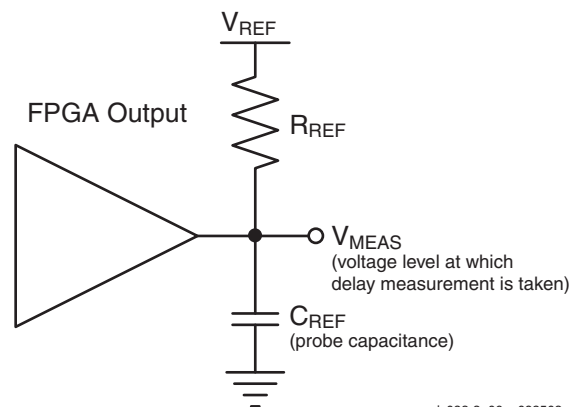 V_REF
FPGA Output
R_REF
V_MEAS
(voltage level at which
delay measurement is taken)
C_REF
(probe capacitance)